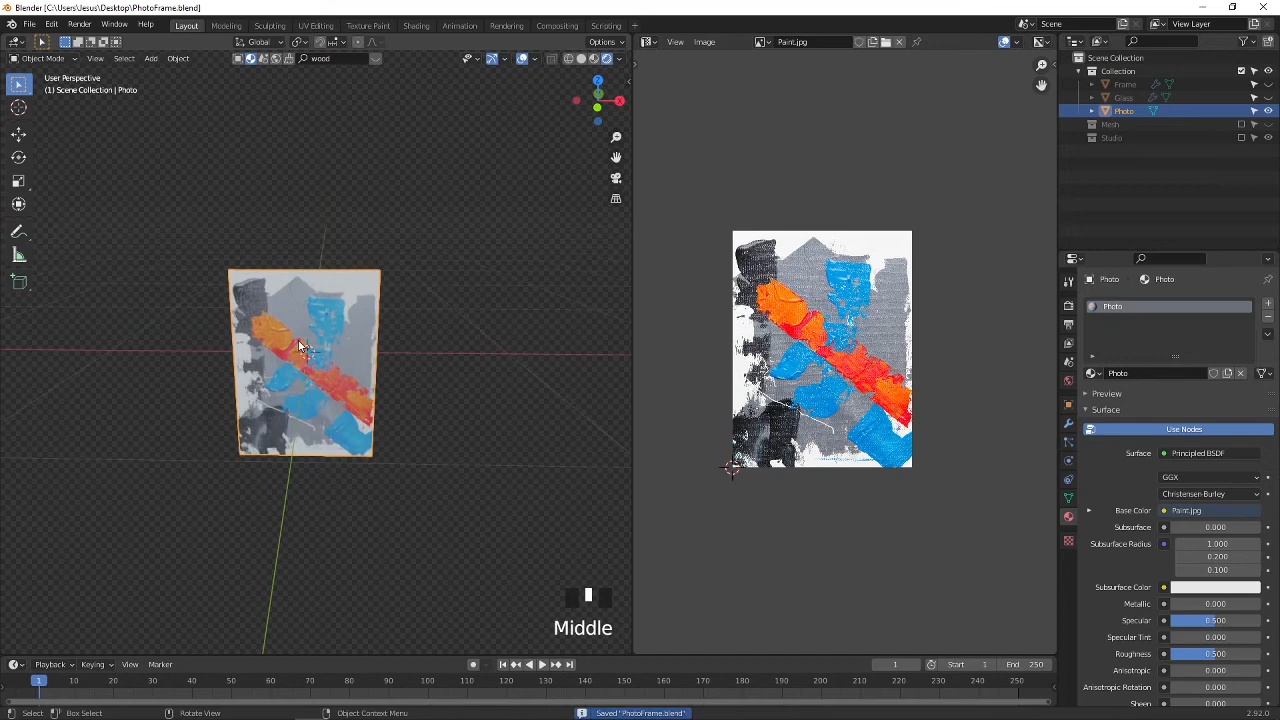 Blender [C:\Users\Jesus\Desktop\PhotoFrame.blend]
File Edit Render Window Help Layout Modeling Sculpting UV Editing Texture Paint Shading Animation Rendering Compositing Scripting + Scene View Layer
Global Options View Image Paint.jpg
Object Mode View Select Add Object wood
User Perspective
(1) Scene Collection | Photo
Z
X
Scene Collection
Collection
Frame
Glass
Photo
Mesh
Studio
Photo Photo
Photo
Photo
Preview
Surface
Use Nodes
Surface Principled BSDF
GGX
Christensen-Burley
Base Color Paint.jpg
Subsurface 0.000
Subsurface Radius 1.000
0.200
0.100
Subsurface Color
Metallic 0.000
Specular 0.500
Specular Tint 0.000
Roughness 0.500
Anisotropic 0.000
Anisotropic Rotation 0.000
Sheen 0.000
Middle
Playback Keying View Marker 1 Start 1 End 250
1 10 20 30 40 50 60 70 80 90 100 110 120 130 140 150 160 170 180 190 200 210 220 230 240 250
Select Box Select Rotate View Object Context Menu Saved "PhotoFrame.blend" 2.92.0